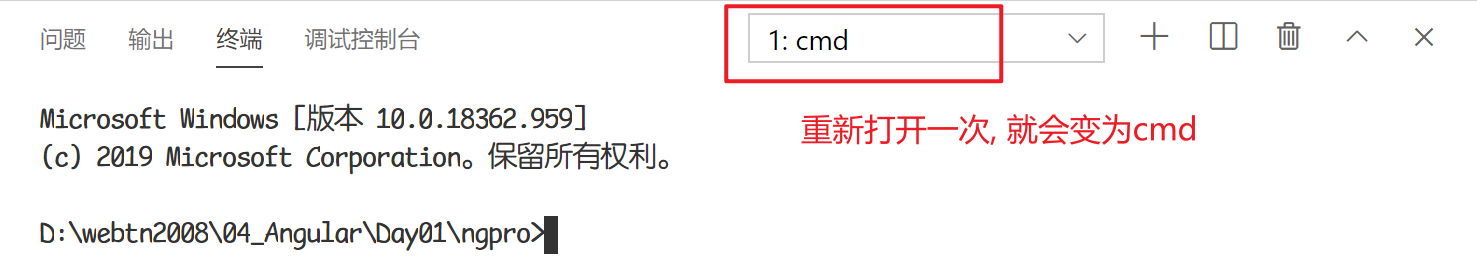 问题 输出 终端 调试控制台 1: cmd
Microsoft Windows [版本 10.0.18362.959]
重新打开一次, 就会变为cmd
(c) 2019 Microsoft Corporation。保留所有权利。
D:\webtn2008\04_Angular\Day01\ngpro>